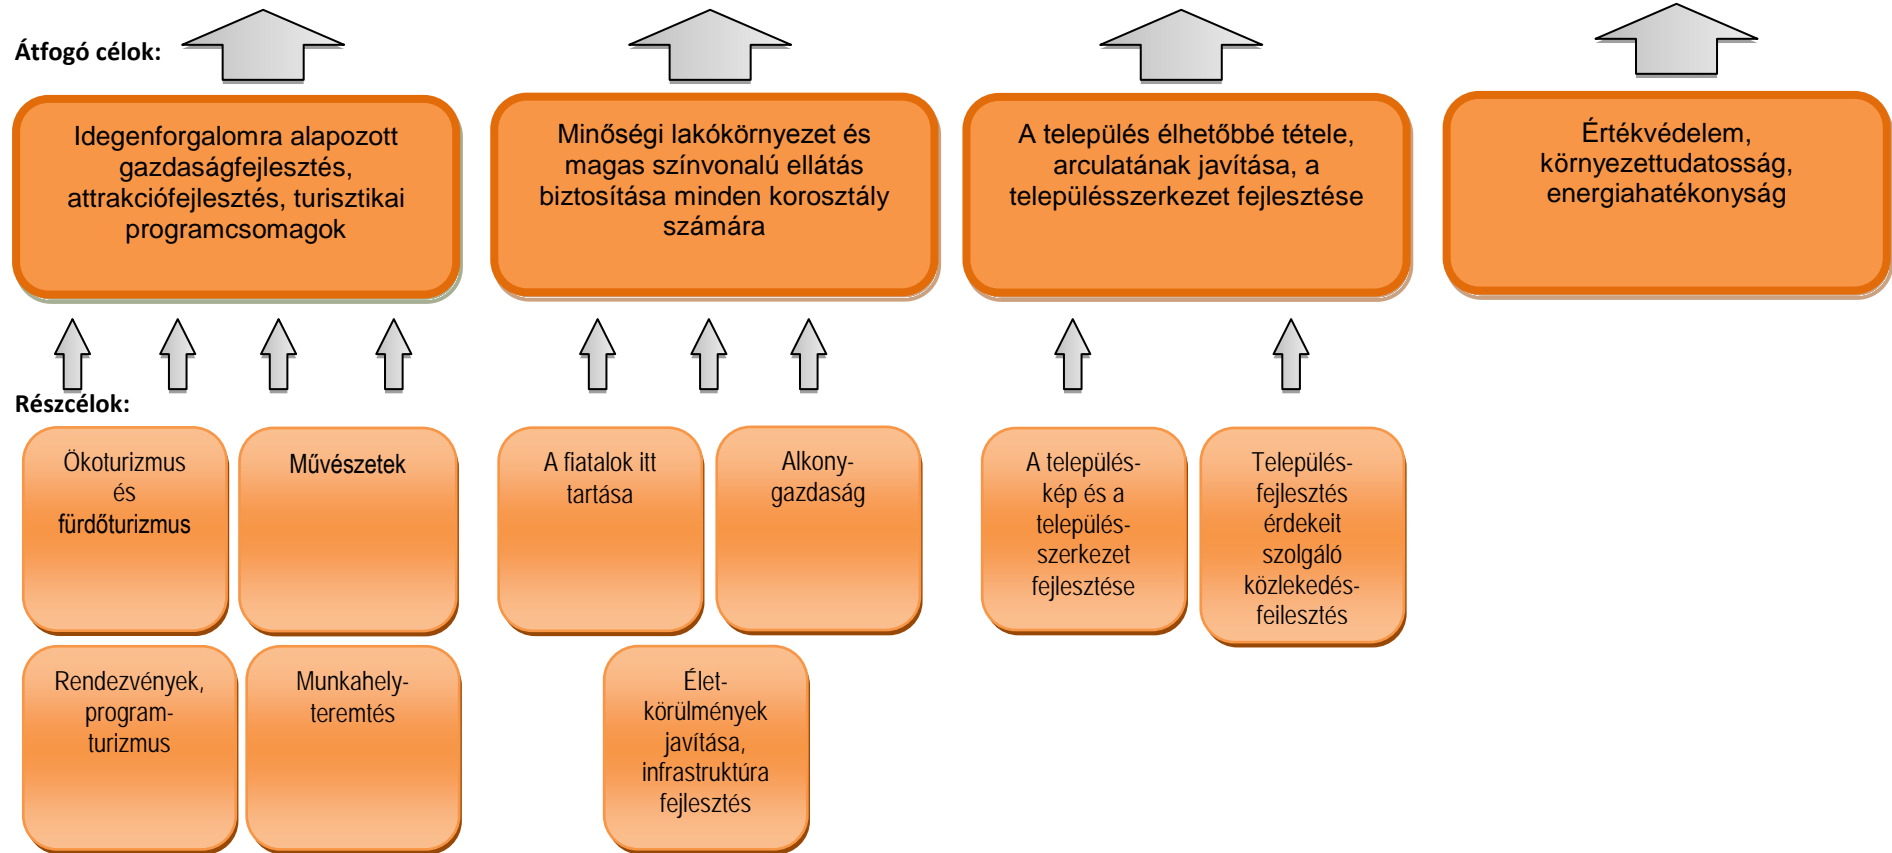 Átfogó célok:
Idegenforgalomra alapozott
gazdaságfejlesztés,
attrakciófejlesztés, turisztikai
programcsomagok
Minőségi lakókörnyezet és
magas színvonalú ellátás
biztosítása minden korosztály
számára
A település élhetőbbé tétele,
arculatának javítása, a
településszerkezet fejlesztése
Értékvédelem,
környezettudatosság,
energiahatékonyság
Részcélok:
Ökoturizmus
és
fürdőturizmus
Művészetek
A fiatalok itt
tartása
Alkony-
gazdaság
A település-
kép és a
település-
szerkezet
fejlesztése
Település-
fejlesztés
érdekeit
szolgáló
közlekedés-
fejlesztés
Rendezvények,
program-
turizmus
Munkahely-
teremtés
Élet-
körülmények
javítása,
infrastruktúra
fejlesztés